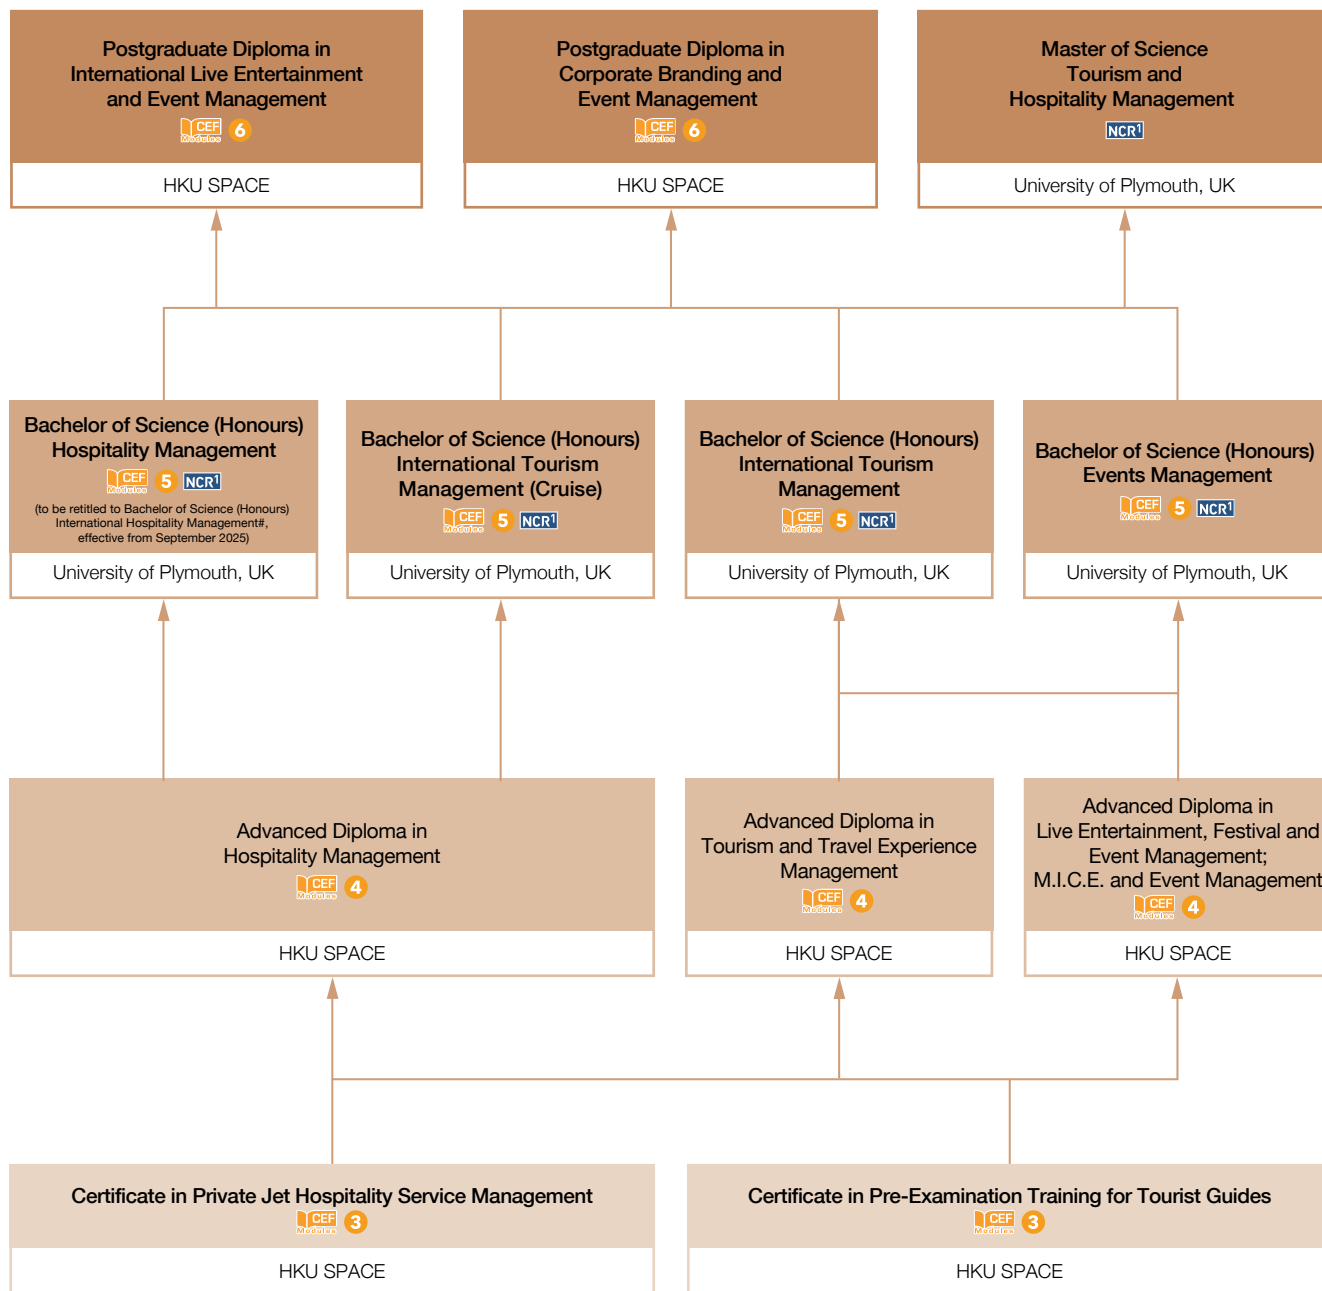 Postgraduate Diploma in
International Live Entertainment
and Event Management
CEF
Modules
6
HKU SPACE
Postgraduate Diploma in
Corporate Branding and
Event Management
CEF
Modules
6
HKU SPACE
Master of Science
Tourism and
Hospitality Management
NCR1
University of Plymouth, UK
Bachelor of Science (Honours)
Hospitality Management
CEF
Modules
5
NCR1
(to be retitled to Bachelor of Science (Honours)
International Hospitality Management#,
effective from September 2025)
University of Plymouth, UK
Bachelor of Science (Honours)
International Tourism
Management (Cruise)
CEF
Modules
5
NCR1
University of Plymouth, UK
Bachelor of Science (Honours)
International Tourism
Management
CEF
Modules
5
NCR1
University of Plymouth, UK
Bachelor of Science (Honours)
Events Management
CEF
Modules
5
NCR1
University of Plymouth, UK
Advanced Diploma in
Hospitality Management
CEF
Modules
4
HKU SPACE
Advanced Diploma in
Tourism and Travel Experience
Management
CEF
Modules
4
HKU SPACE
Advanced Diploma in
Live Entertainment, Festival and
Event Management;
M.I.C.E. and Event Management
CEF
Modules
4
HKU SPACE
Certificate in Private Jet Hospitality Service Management
CEF
Modules
3
HKU SPACE
Certificate in Pre-Examination Training for Tourist Guides
CEF
Modules
3
HKU SPACE